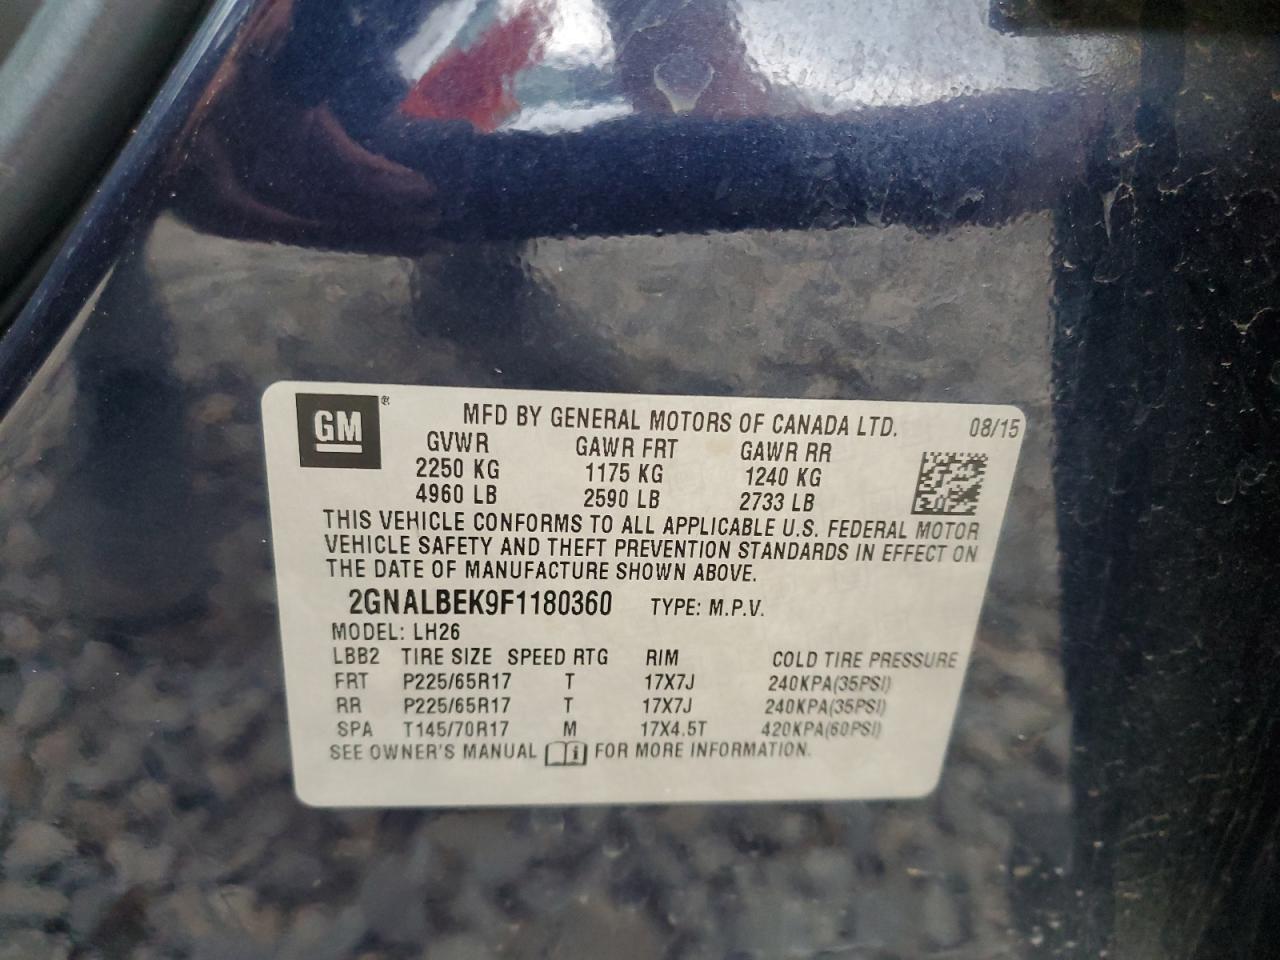 GM®
MFD BY GENERAL MOTORS OF CANADA LTD. 08/15
GVWR GAWR FRT GAWR RR
2250 KG 1175 KG 1240 KG
4960 LB 2590 LB 2733 LB
THIS VEHICLE CONFORMS TO ALL APPLICABLE U.S. FEDERAL MOTOR
VEHICLE SAFETY AND THEFT PREVENTION STANDARDS IN EFFECT ON
THE DATE OF MANUFACTURE SHOWN ABOVE.
2GNALBEK9F1180360 TYPE: M.P.V.
MODEL: LH26
LBB2 TIRE SIZE SPEED RTG RIM COLD TIRE PRESSURE
FRT P225/65R17 T 17X7J 240KPA(35PSI)
RR P225/65R17 T 17X7J 240KPA(35PSI)
SPA T145/70R17 M 17X4.5T 420KPA(60PSI)
SEE OWNER'S MANUAL i FOR MORE INFORMATION.